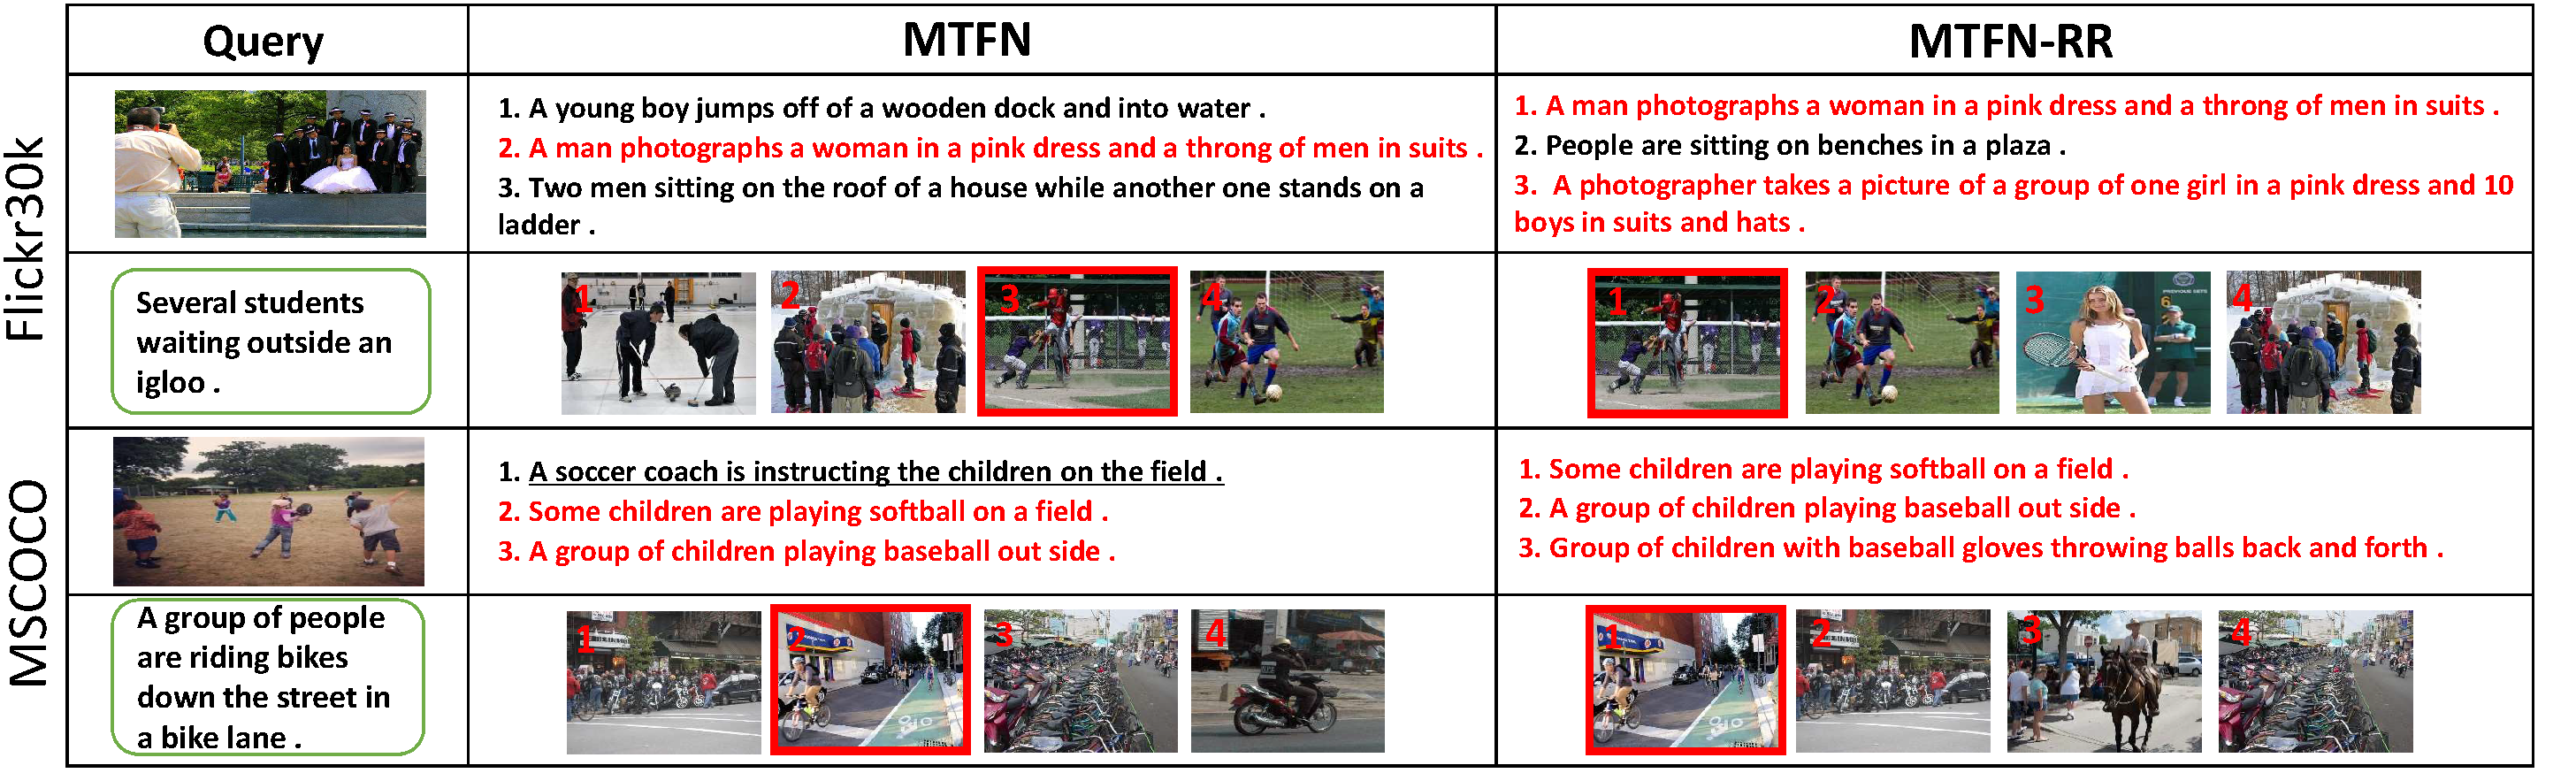 Query
MTFN
MTFN-RR
Flickr30k
1. A young boy jumps off of a wooden dock and into water .
2. A man photographs a woman in a pink dress and a throng of men in suits .
3. Two men sitting on the roof of a house while another one stands on a
ladder .
1. A man photographs a woman in a pink dress and a throng of men in suits .
2. People are sitting on benches in a plaza .
3. A photographer takes a picture of a group of one girl in a pink dress and 10
boys in suits and hats .
Several students
waiting outside an
igloo .
1
2
3
4
1
2
3
4
MSCOCO
1. A soccer coach is instructing the children on the field .
2. Some children are playing softball on a field .
3. A group of children playing baseball out side .
1. Some children are playing softball on a field .
2. A group of children playing baseball out side .
3. Group of children with baseball gloves throwing balls back and forth .
A group of people
are riding bikes
down the street in
a bike lane .
1
2
3
4
1
2
3
4